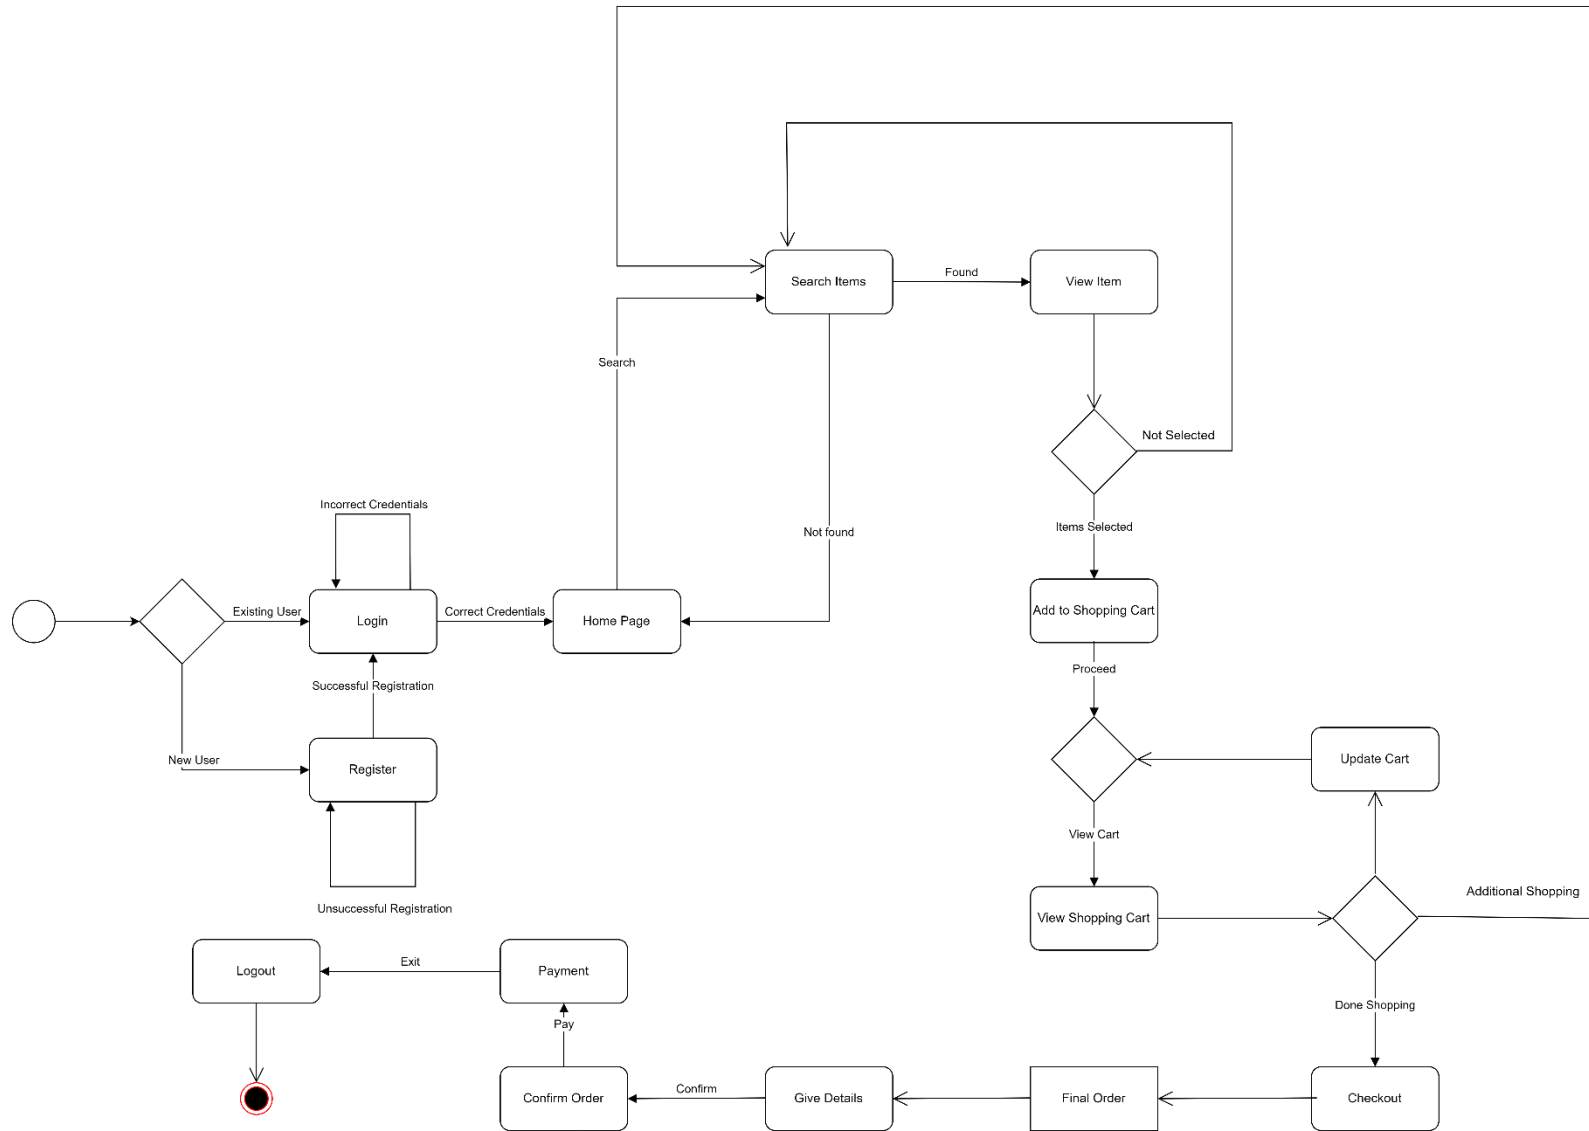 Search Items
Found
View Item
Search
Not Selected
Incorrect Credentials
Items Selected
Not found
Existing User
Login
Correct Credentials
Home Page
Add to Shopping Cart
Proceed
Successful Registration
New User
Register
Update Cart
View Cart
Unsuccessful Registration
View Shopping Cart
Additional Shopping
Logout
Exit
Payment
Done Shopping
Pay
Confirm Order
Confirm
Give Details
Final Order
Checkout